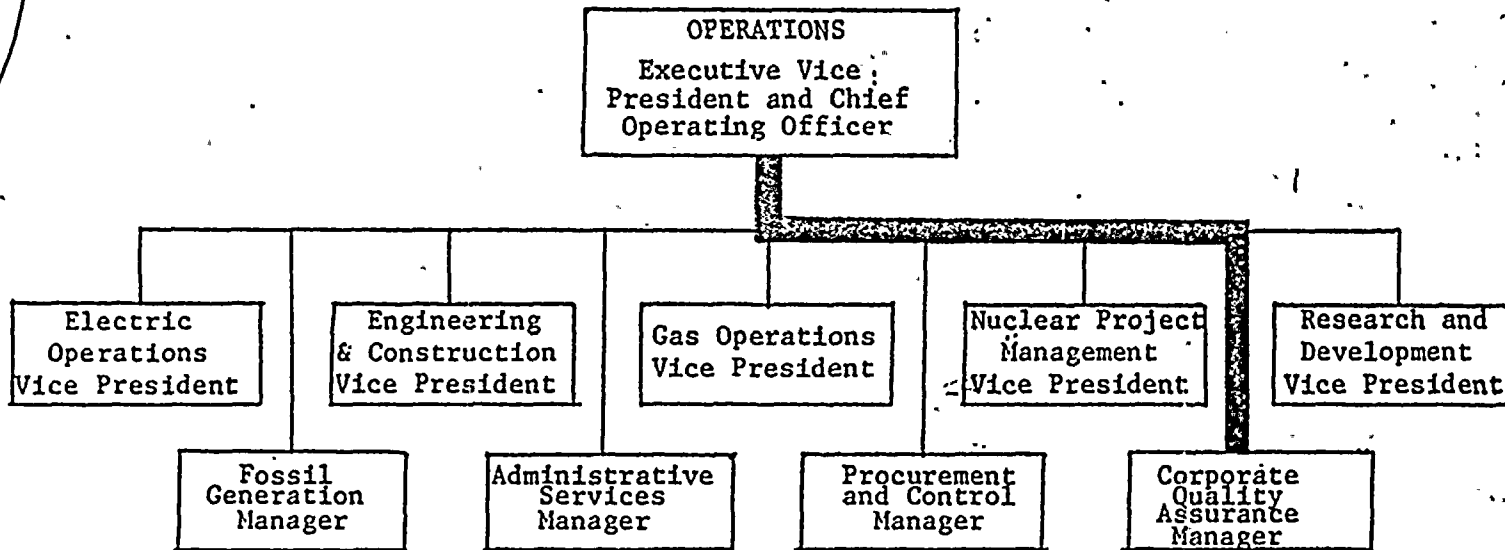 OPERATIONS
Executive Vice
President and Chief
Operating Officer
Electric
Operations
Vice President
Engineering
& Construction
Vice President
Gas Operations
Vice President
Nuclear Project
Management
Vice President
Research and
Development
Vice President
Fossil
Generation
Manager
Administrative
Services
Manager
Procurement
and Control
Manager
Corporate
Quality
Assurance
Manager